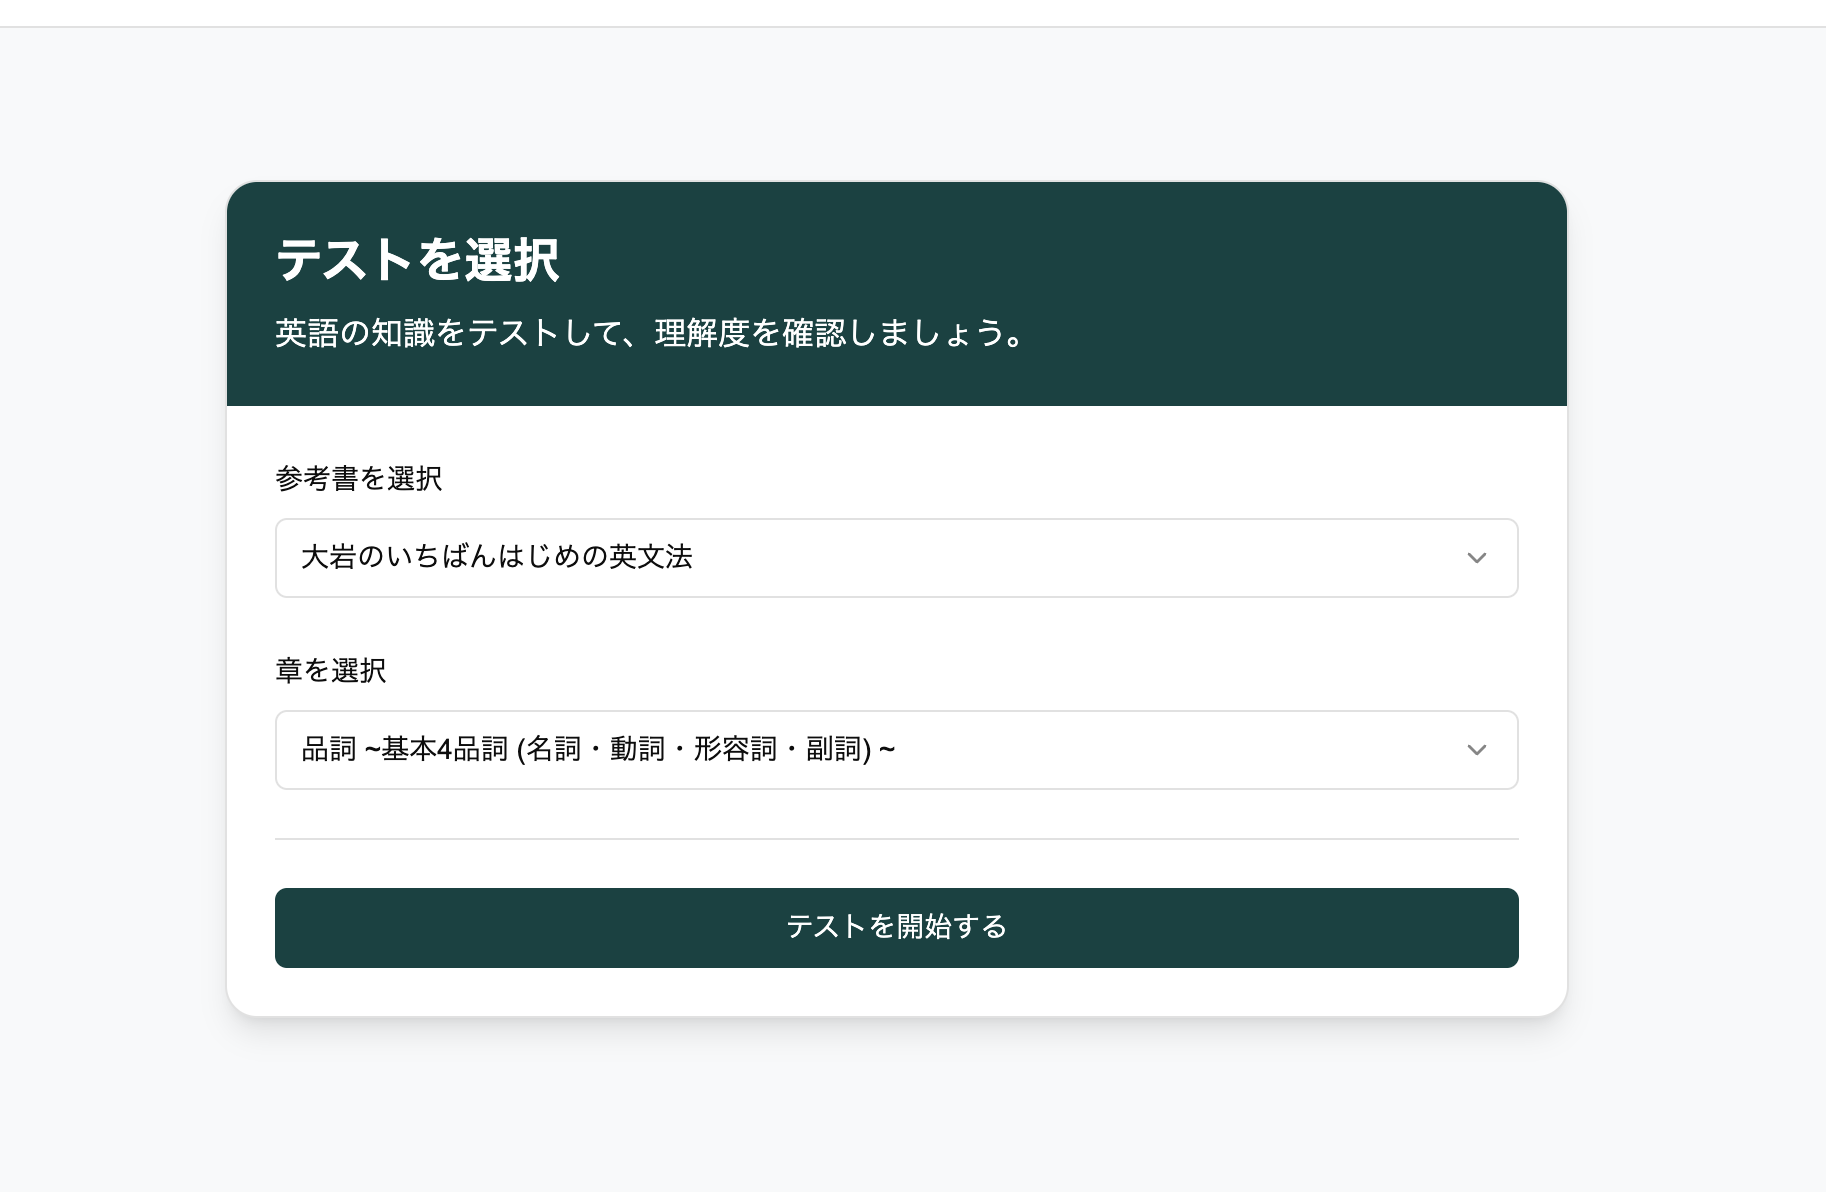 テストを選択
英語の知識をテストして、理解度を確認しましょう。
参考書を選択
大岩のいちばんはじめの英文法
章を選択
品詞 ~基本4品詞 (名詞・動詞・形容詞・副詞) ~
テストを開始する